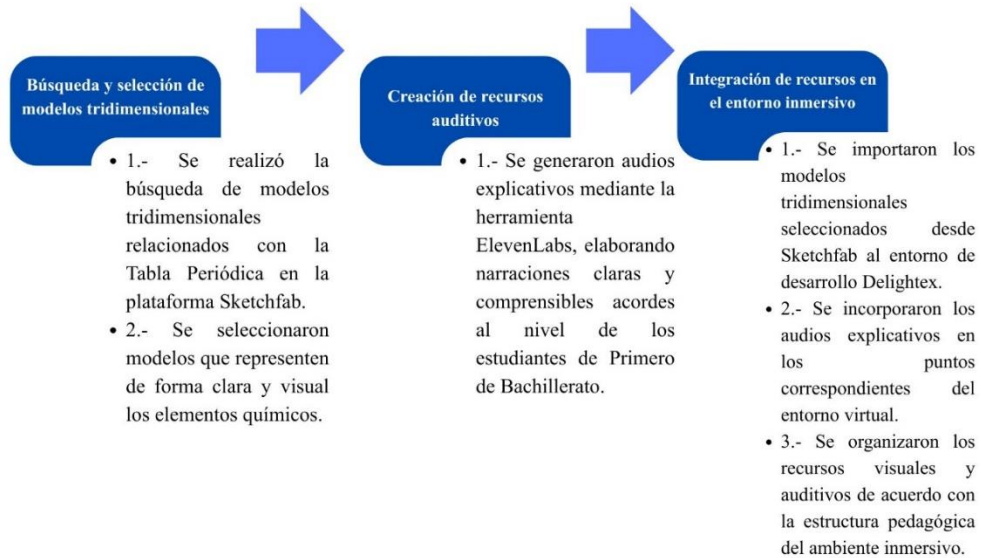 Búsqueda y selección de
modelos tridimensionales
• 1.- Se realizó la
búsqueda de modelos
tridimensionales
relacionados con la
Tabla Periódica en la
plataforma Sketchfab.
• 2.- Se seleccionaron
modelos que representen
de forma clara y visual
los elementos químicos.
Creación de recursos
auditivos
• 1.- Se generaron audios
explicativos mediante la
herramienta
ElevenLabs, elaborando
narraciones claras y
comprensibles acordes
al nivel de los
estudiantes de Primero
de Bachillerato.
Integración de recursos en
el entorno inmersivo
• 1.- Se importaron los
modelos
tridimensionales
seleccionados desde
Sketchfab al entorno de
desarrollo Delightex.
• 2.- Se incorporaron los
audios explicativos en
los puntos
correspondientes del
entorno virtual.
• 3.- Se organizaron los
recursos visuales y
auditivos de acuerdo con
la estructura pedagógica
del ambiente inmersivo.